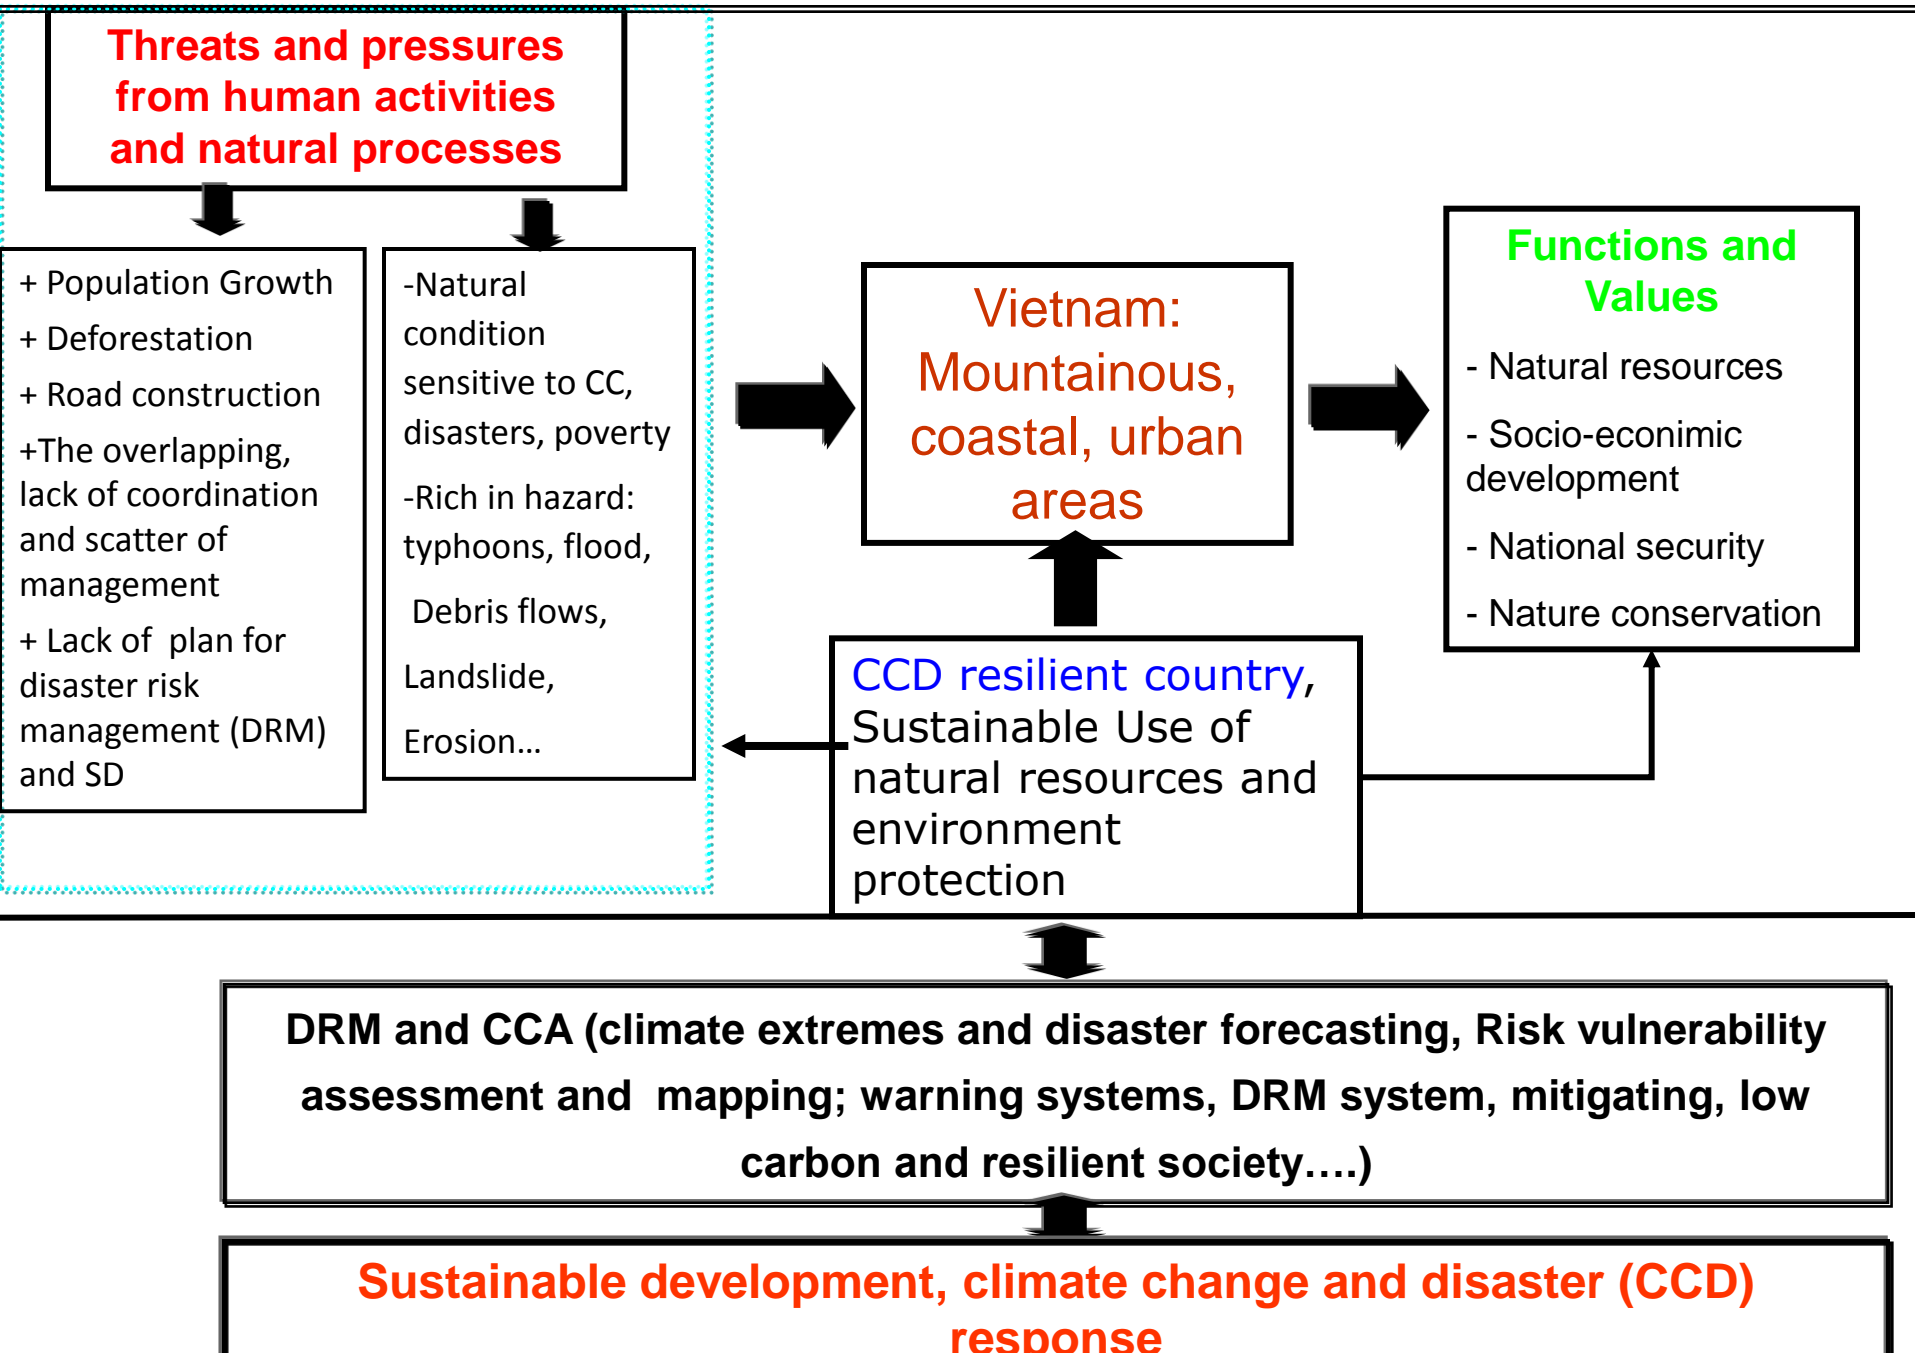 Threats and pressures
from human activities
and natural processes
+ Population Growth
+ Deforestation
+ Road construction
+The overlapping,
lack of coordination
and scatter of
management
+ Lack of  plan for
disaster risk
management (DRM)
and SD
-Natural
condition
sensitive to CC,
disasters, poverty
-Rich in hazard:
typhoons, flood,
Debris flows,
Landslide,
Erosion...
Vietnam:
Mountainous,
coastal, urban
areas
Functions and
Values
- Natural resources
- Socio-econimic
development
- National security
- Nature conservation
CCD resilient country,
Sustainable Use of
natural resources and
environment
protection
DRM and CCA (climate extremes and disaster forecasting, Risk vulnerability
assessment and  mapping; warning systems, DRM system, mitigating, low
carbon and resilient society….)
Sustainable development, climate change and disaster (CCD)
response